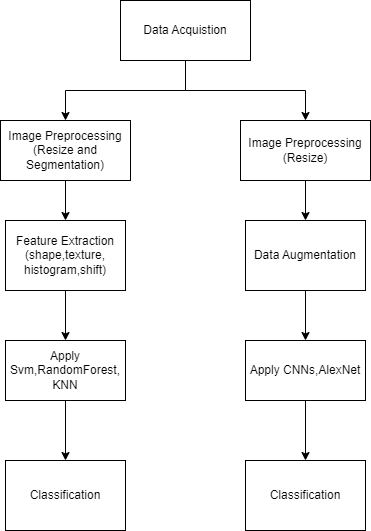 Data Acquistion
Image Preprocessing
(Resize and
Segmentation)
Image Preprocessing
(Resize)
Feature Extraction
(shape,texture,
histogram,shift)
Data Augmentation
Apply
Svm,RandomForest,
KNN
Apply CNNs,AlexNet
Classification
Classification